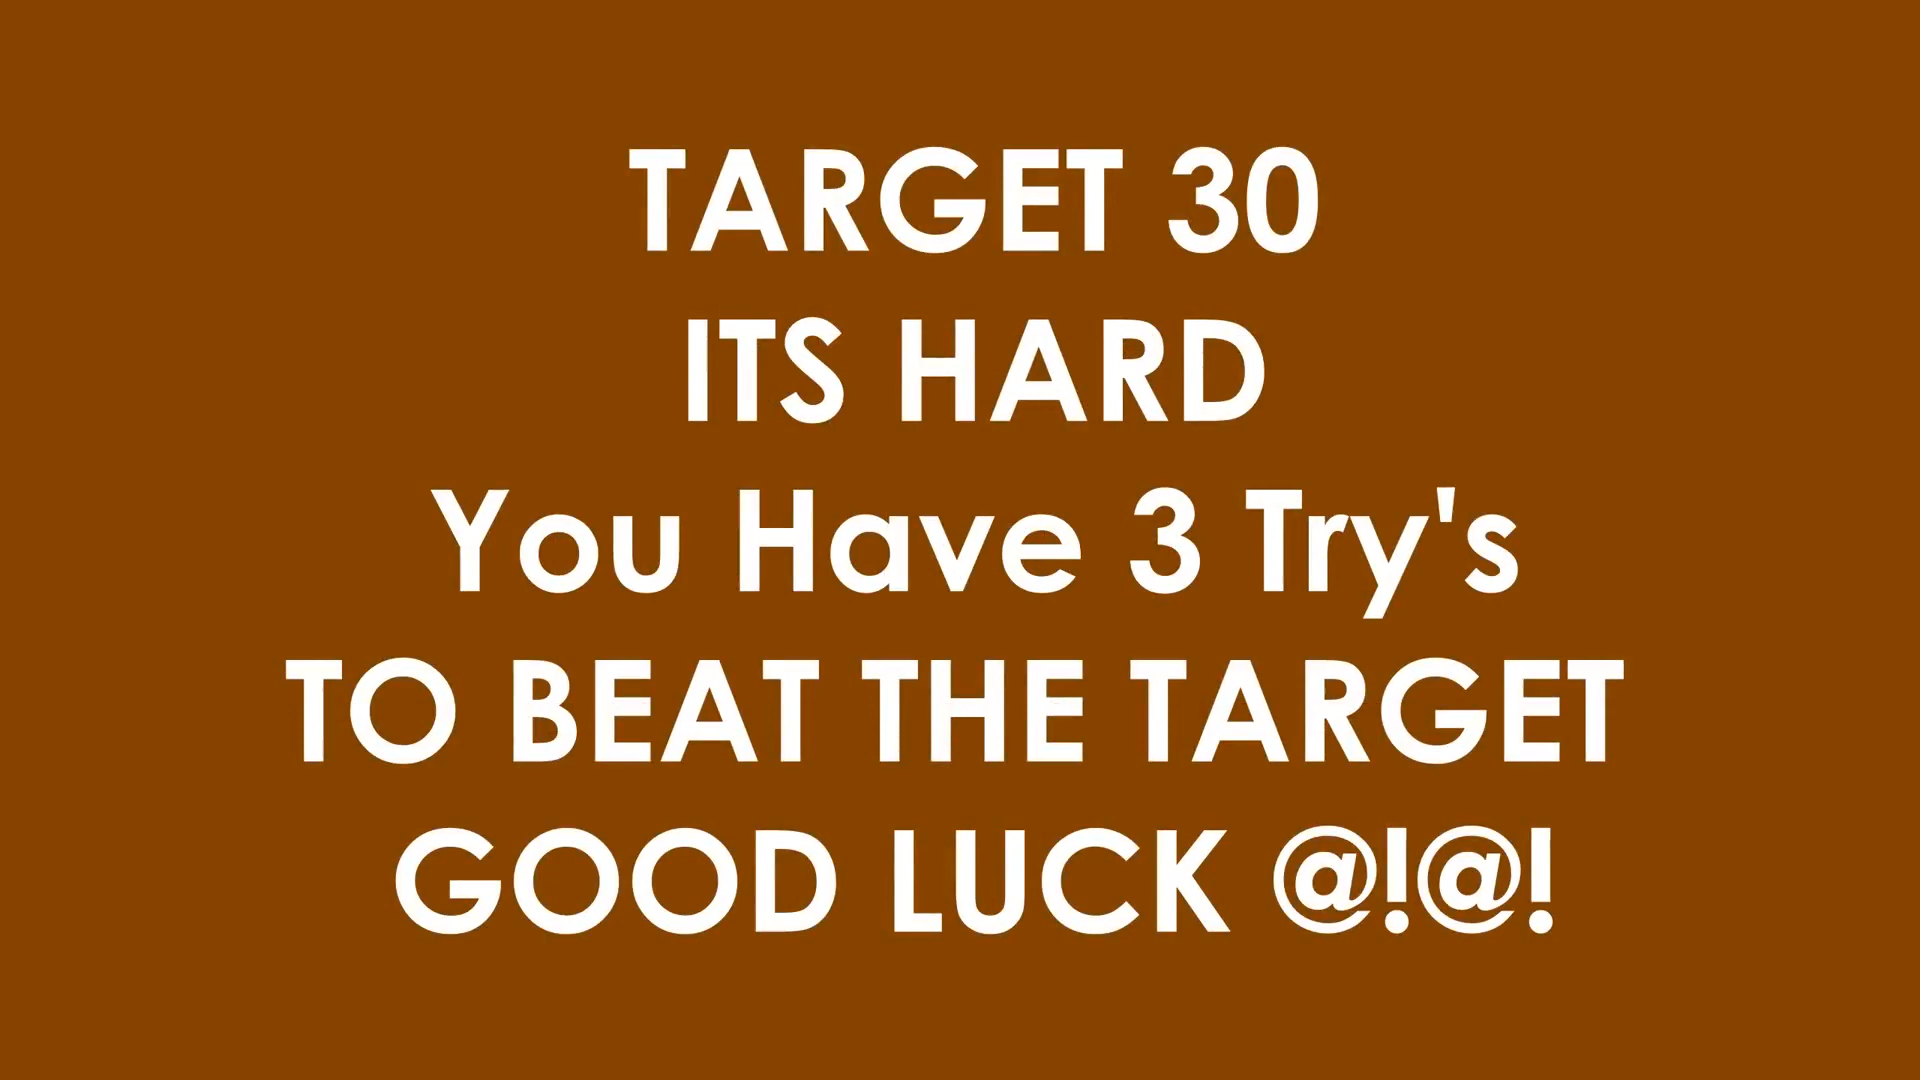 TARGET 30
ITS HARD
You Have 3 Try's
TO BEAT THE TARGET
GOOD LUCK @!@!